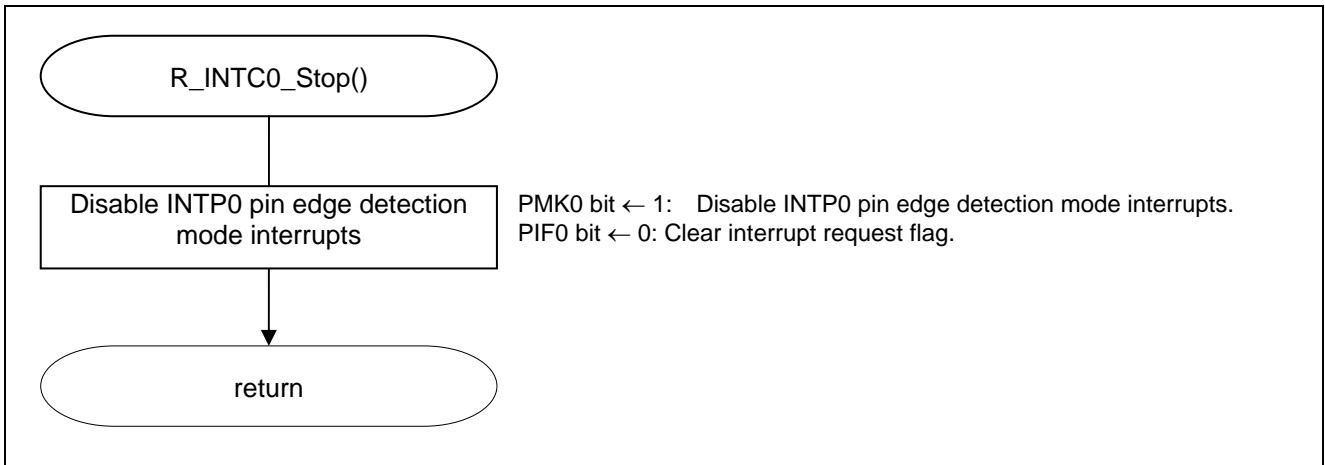 R_INTC0_Stop()
Disable INTP0 pin edge detection
mode interrupts
PMK0 bit ← 1: Disable INTP0 pin edge detection mode interrupts.
PIF0 bit ← 0: Clear interrupt request flag.
return